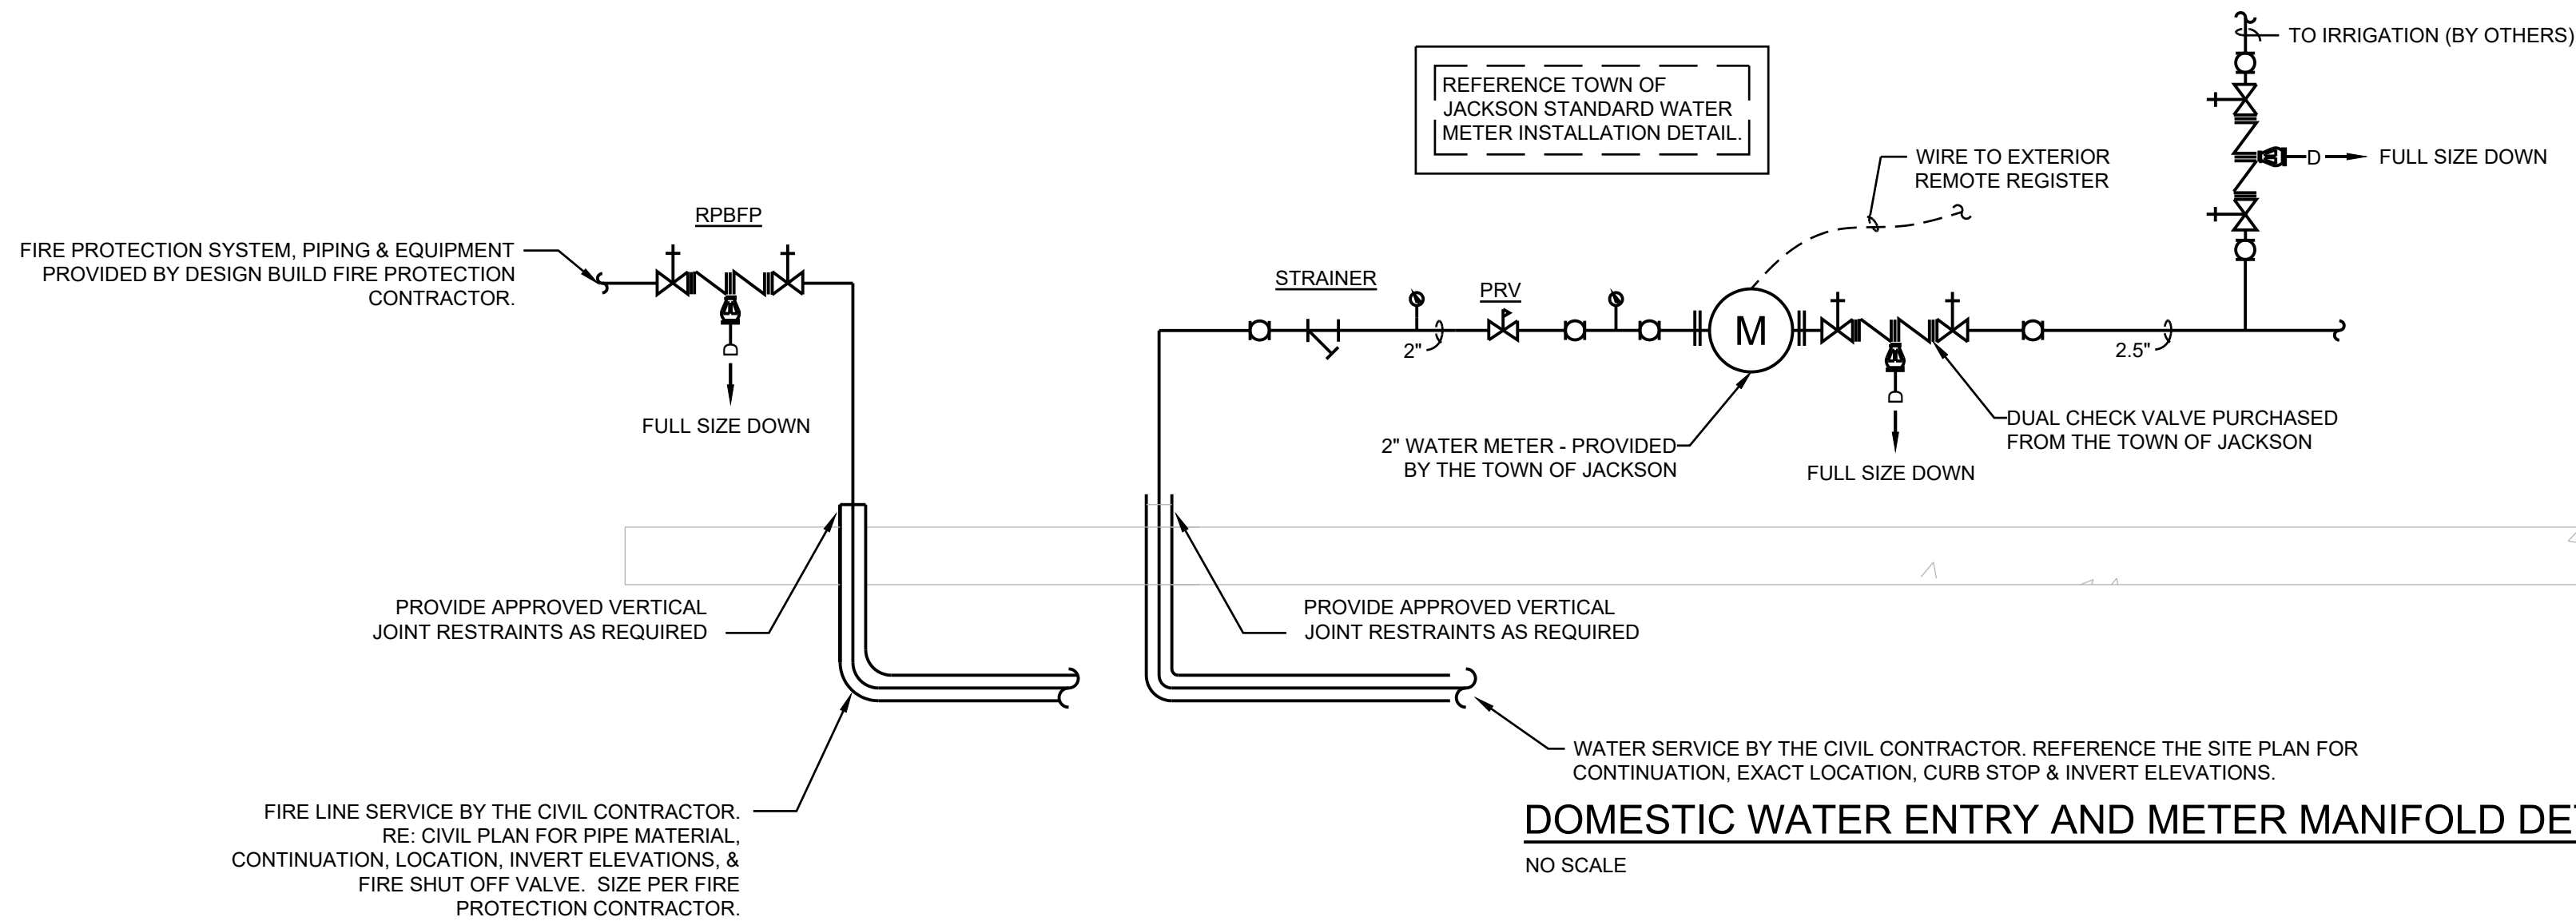 TO IRRIGATION (BY OTHERS)
REFERENCE TOWN OF
JACKSON STANDARD WATER
METER INSTALLATION DETAIL.
WIRE TO EXTERIOR
REMOTE REGISTER
D
FULL SIZE DOWN
RPBFP
FIRE PROTECTION SYSTEM, PIPING & EQUIPMENT
PROVIDED BY DESIGN BUILD FIRE PROTECTION
CONTRACTOR.
D
FULL SIZE DOWN
STRAINER
PRV
2"
M
2.5"
D
FULL SIZE DOWN
DUAL CHECK VALVE PURCHASED
FROM THE TOWN OF JACKSON
2" WATER METER - PROVIDED
BY THE TOWN OF JACKSON
PROVIDE APPROVED VERTICAL
JOINT RESTRAINTS AS REQUIRED
PROVIDE APPROVED VERTICAL
JOINT RESTRAINTS AS REQUIRED
WATER SERVICE BY THE CIVIL CONTRACTOR. REFERENCE THE SITE PLAN FOR
CONTINUATION, EXACT LOCATION, CURB STOP & INVERT ELEVATIONS.
FIRE LINE SERVICE BY THE CIVIL CONTRACTOR.
RE: CIVIL PLAN FOR PIPE MATERIAL,
CONTINUATION, LOCATION, INVERT ELEVATIONS, &
FIRE SHUT OFF VALVE. SIZE PER FIRE
PROTECTION CONTRACTOR.
DOMESTIC WATER ENTRY AND METER MANIFOLD DE
NO SCALE